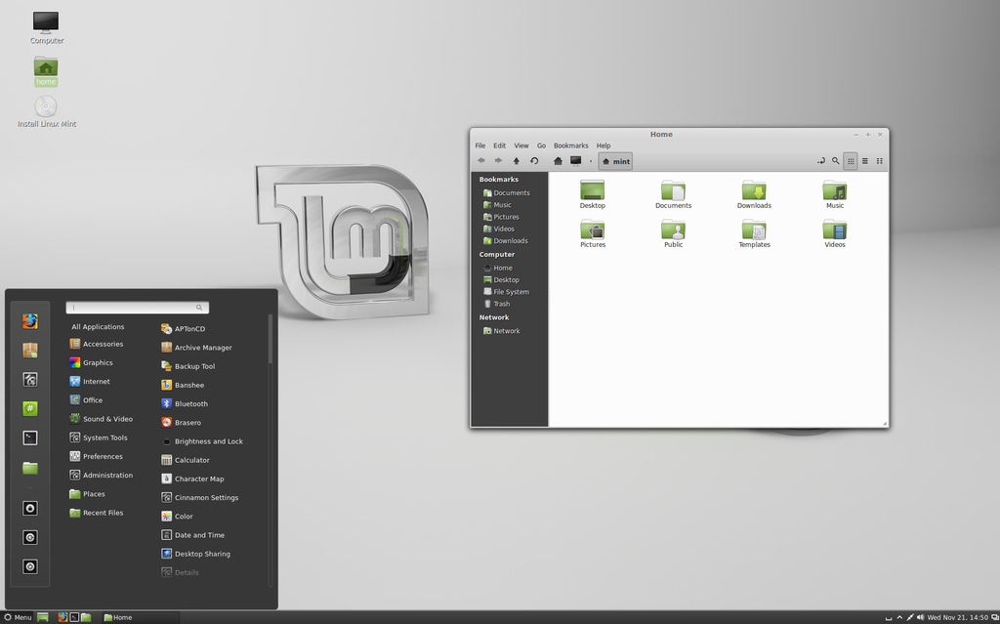 Computer
home
Install Linux Mint
lm
Home
File Edit View Go Bookmarks Help
mint
Bookmarks
Documents
Music
Pictures
Videos
Downloads
Computer
Home
Desktop
File System
Trash
Network
Network
Desktop Documents Downloads Music
Pictures Public Templates Videos
All Applications
Accessories
Graphics
Internet
Office
Sound & Video
System Tools
Preferences
Administration
Places
Recent Files
APTonCD
Archive Manager
Backup Tool
Banshee
Bluetooth
Brasero
Brightness and Lock
Calculator
Character Map
Cinnamon Settings
Color
Date and Time
Desktop Sharing
Details
Menu
Home
Wed Nov 21, 14:50